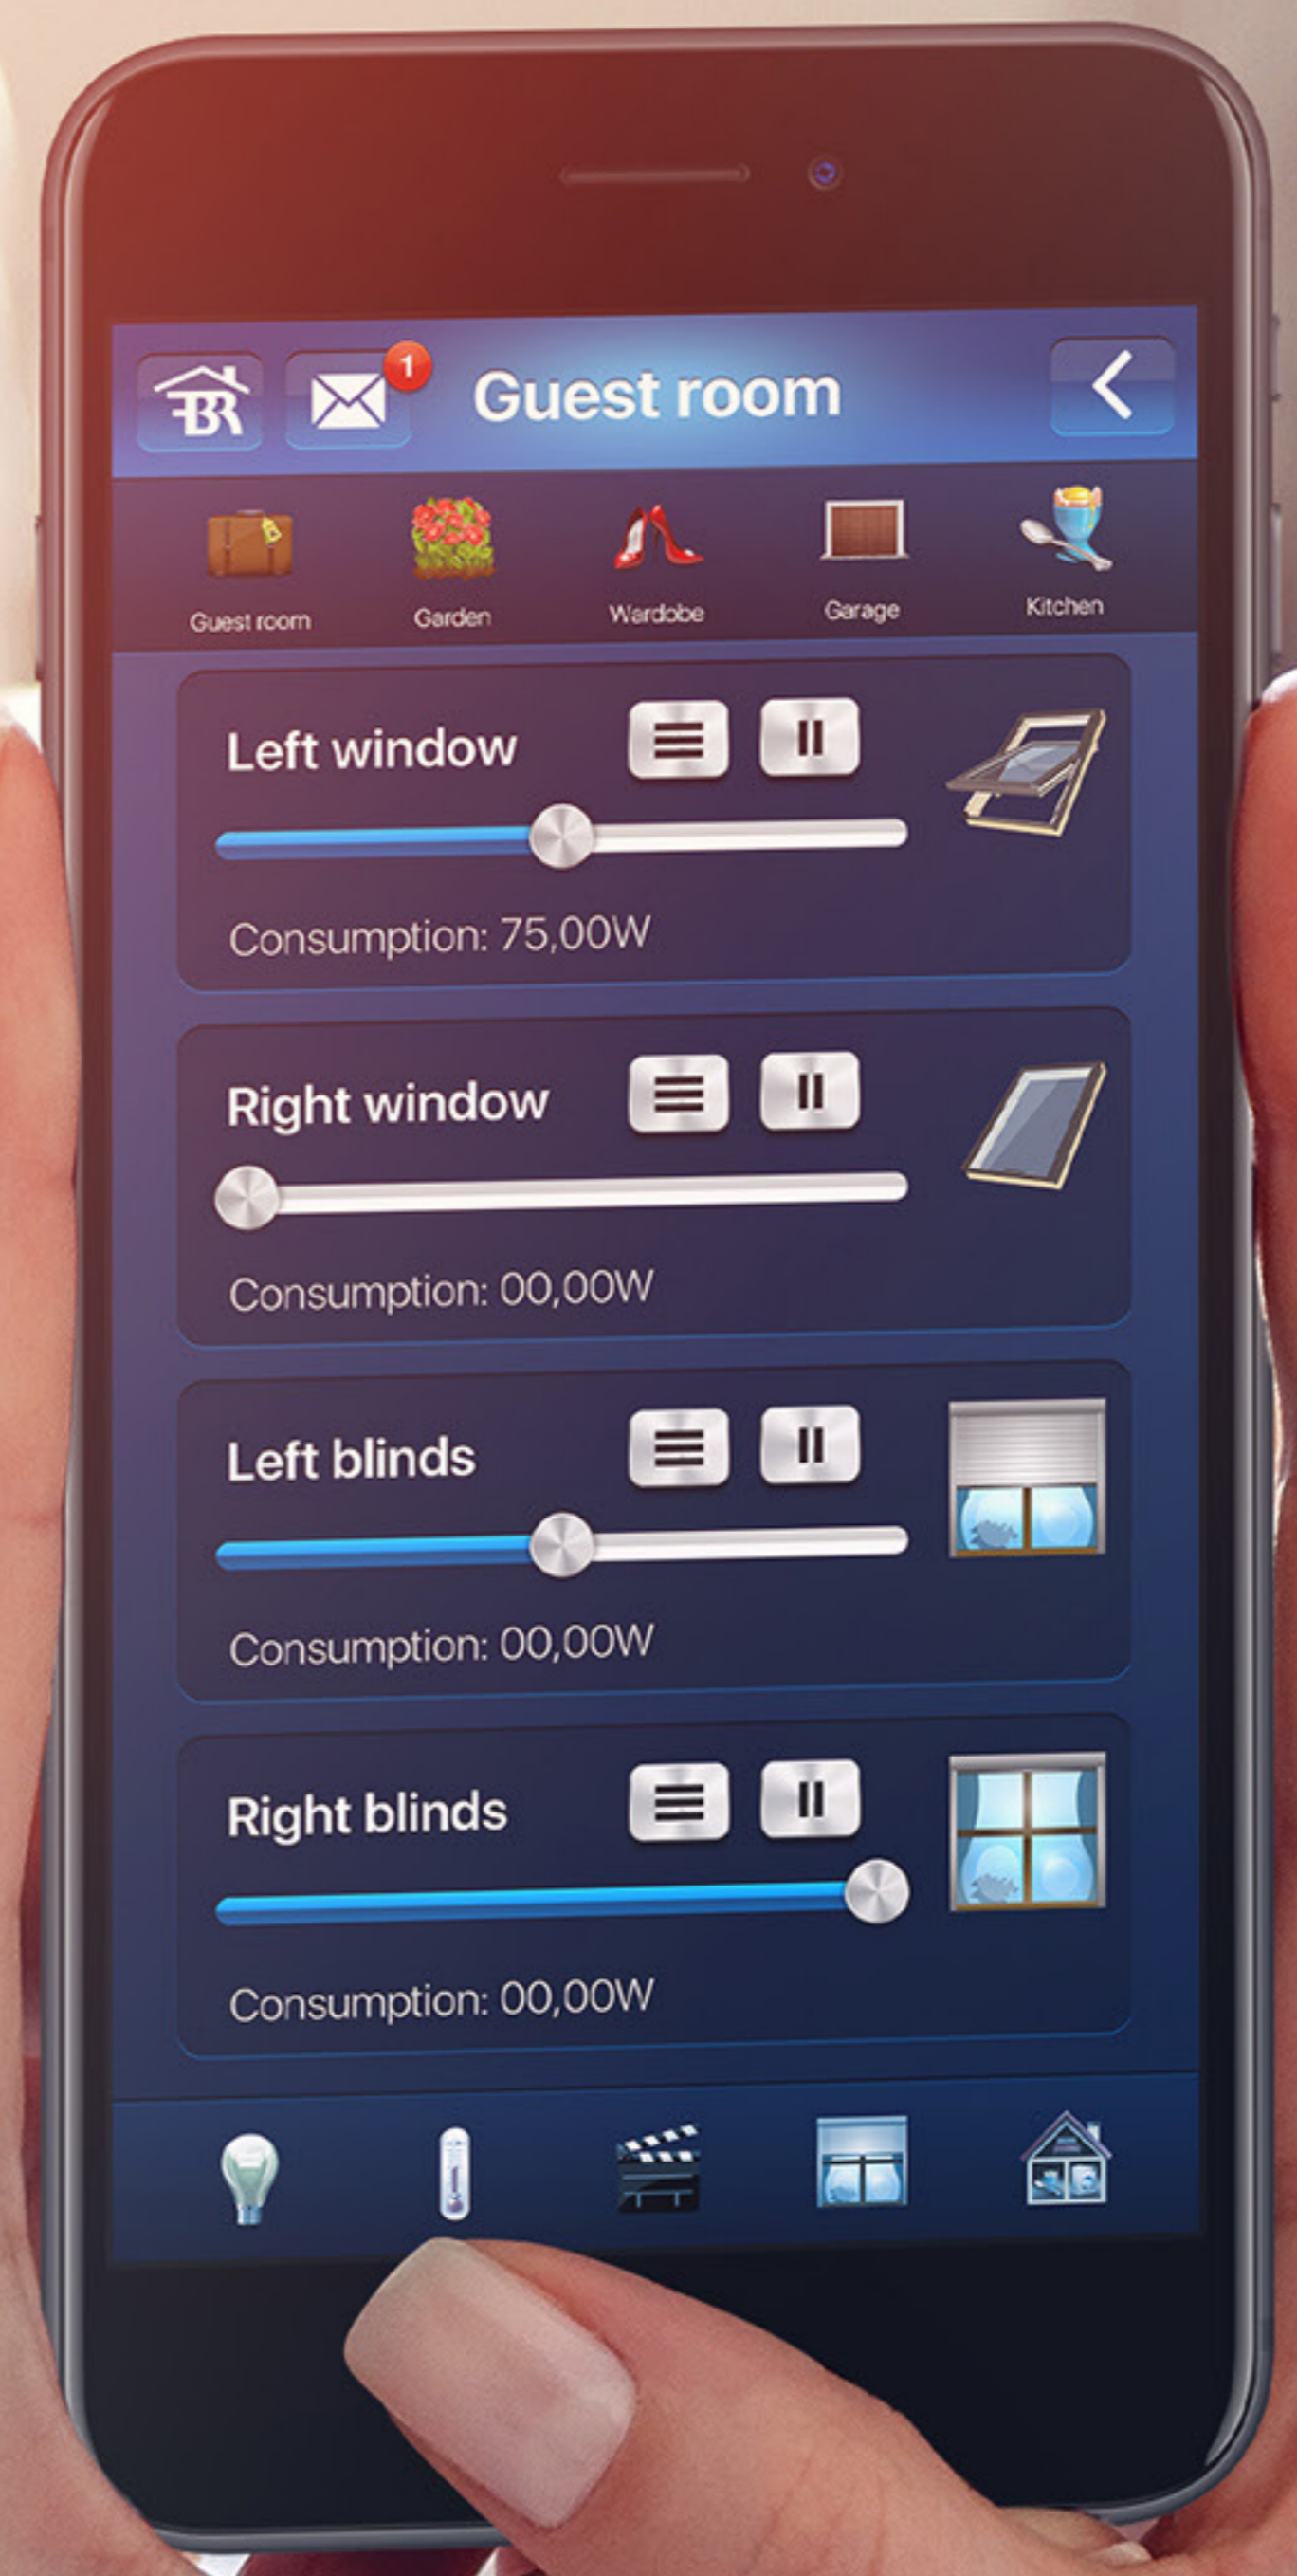 1
Guest room
Guest room
Garden
Wardobe
Garage
Kitchen
Left window
Consumption: 75,00W
Right window
Consumption: 00,00W
Left blinds
Consumption: 00,00W
Right blinds
Consumption: 00,00W